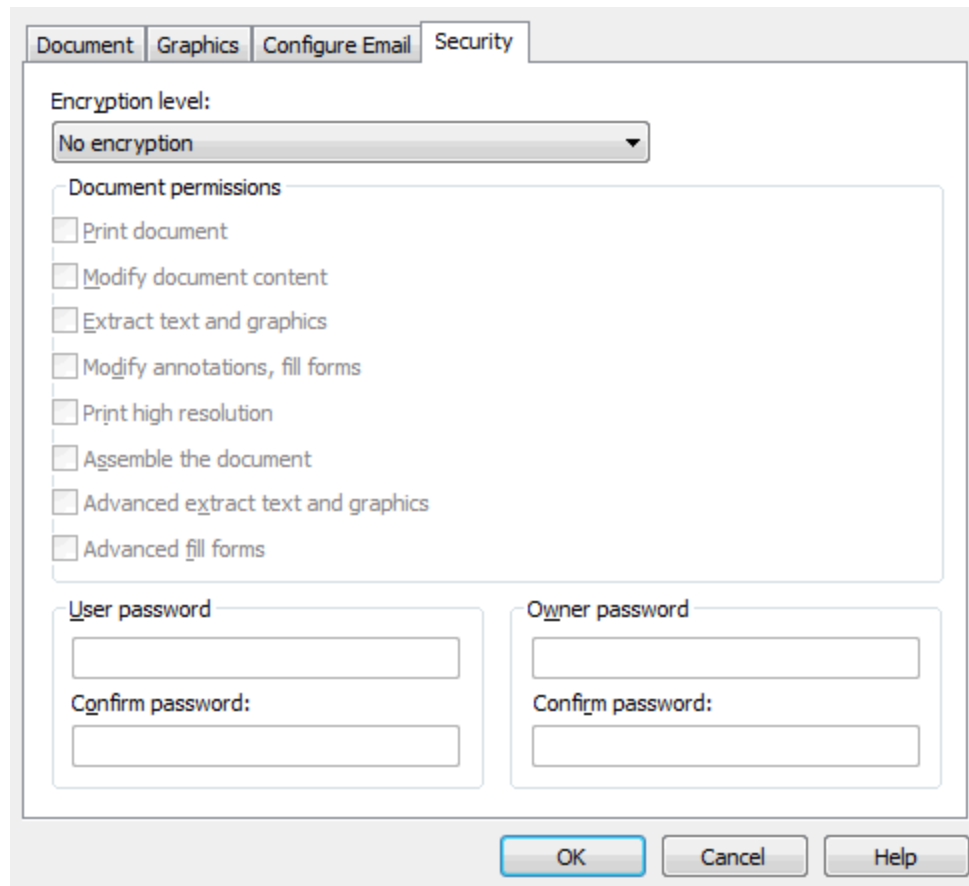 Document Graphics Configure Email Security
Encryption level:
No encryption
Document permissions
Print document
Modify document content
Extract text and graphics
Modify annotations, fill forms
Print high resolution
Assemble the document
Advanced extract text and graphics
Advanced fill forms
User password
Confirm password:
Owner password
Confirm password:
OK Cancel Help